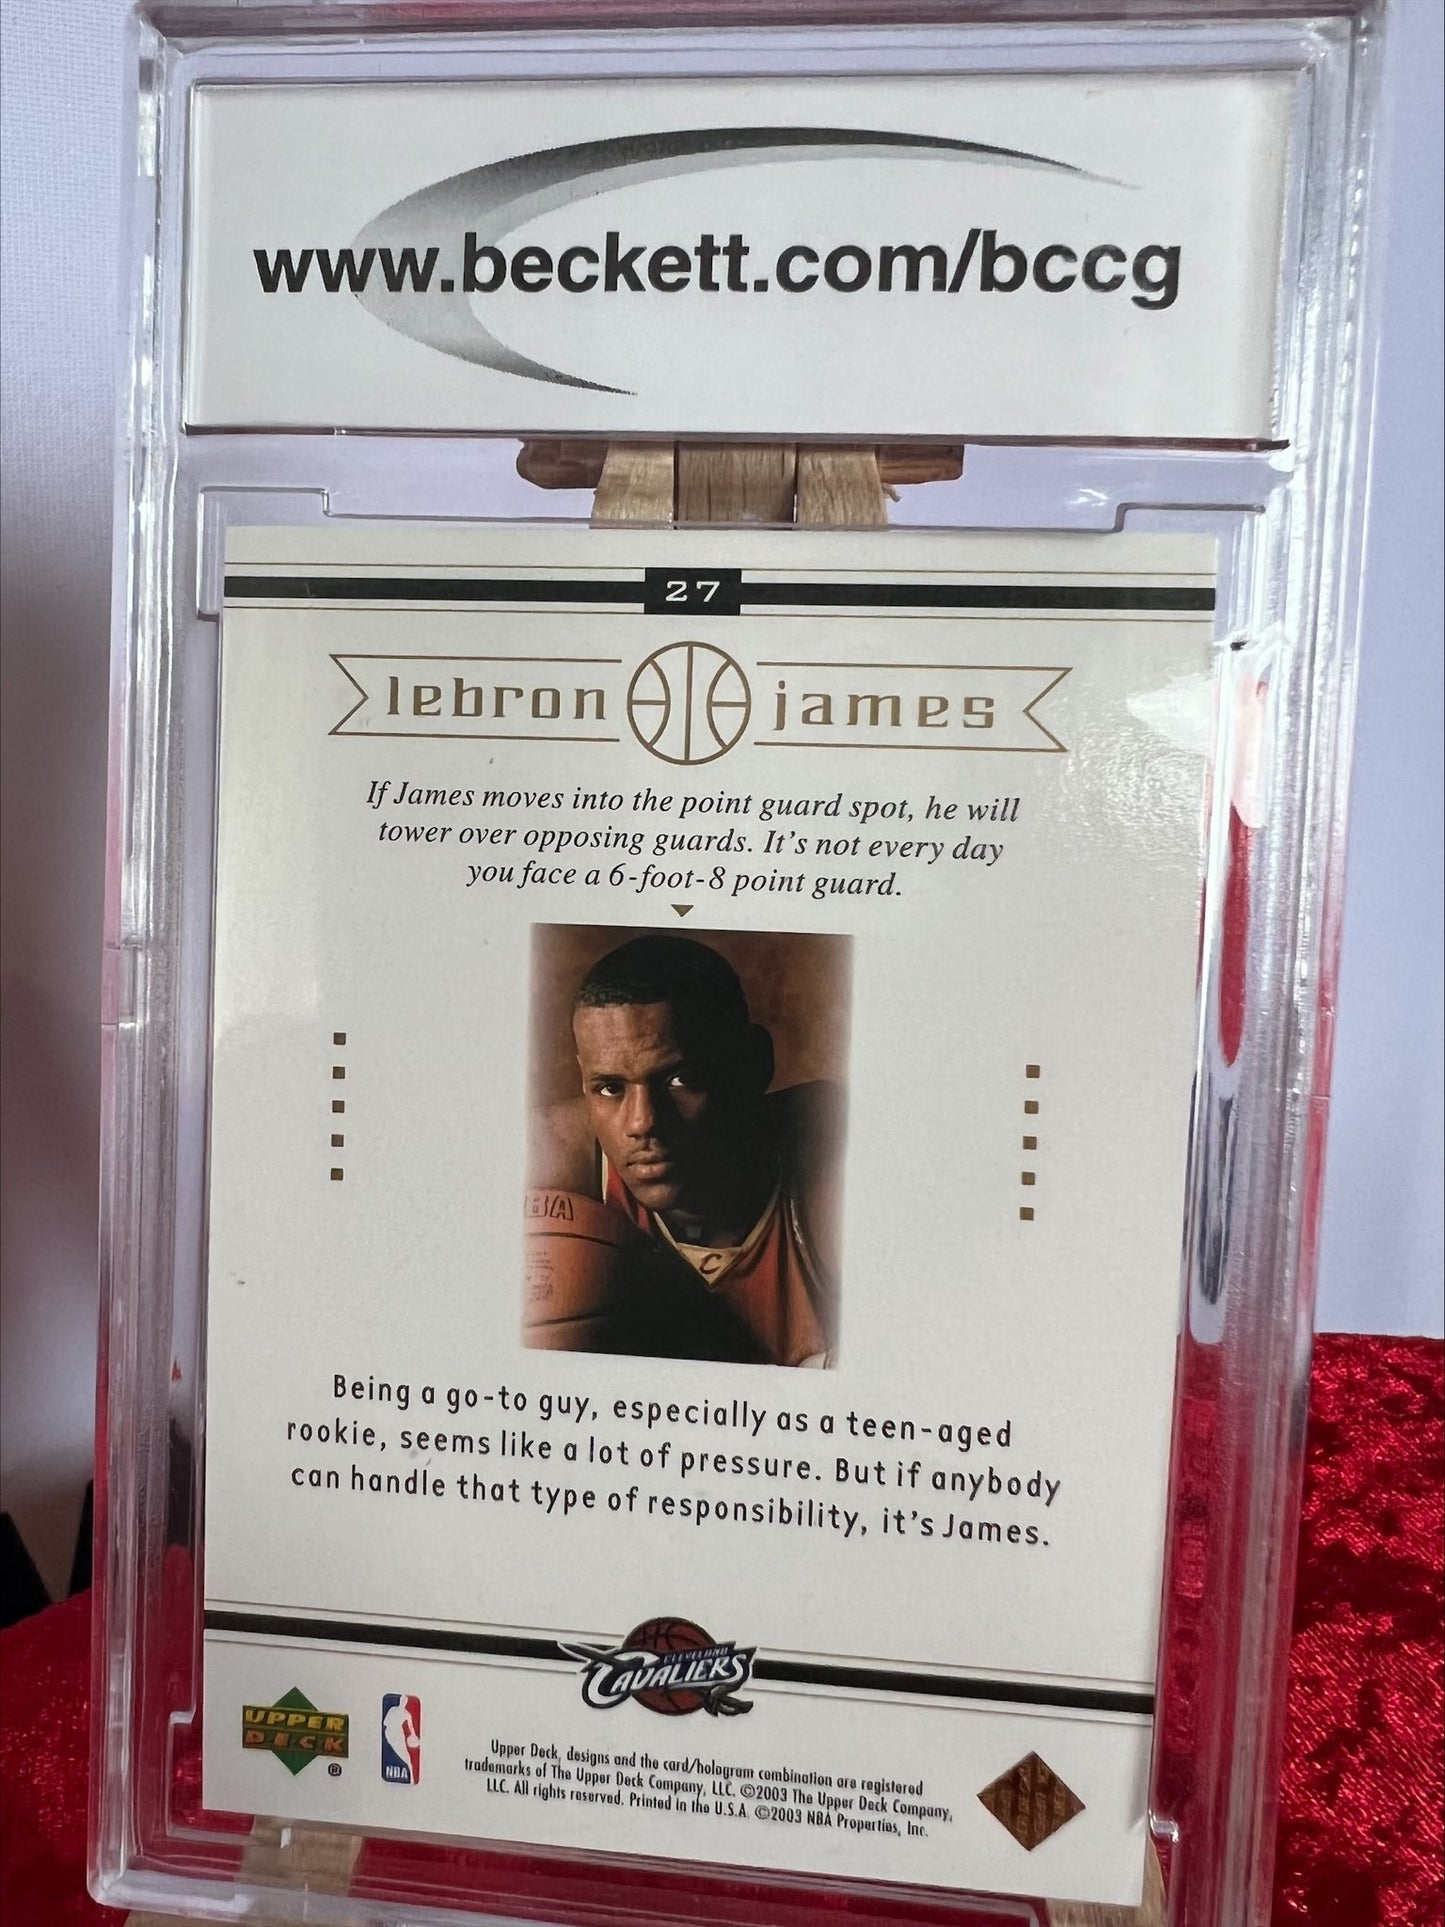 www.beckett.com/bccg
27
lebron james
If James moves into the point guard spot, he will
tower over opposing guards. It's not every day
you face a 6-foot-8 point guard.
BA
C
Being a go-to guy, especially as a teen-aged
rookie, seems like a lot of pressure. But if anybody
can handle that type of responsibility, it's James.
CLEVELAND
CAVALIERS
UPPER
DECK
®
NBA
Upper Deck, designs and the card/hologram combination are registered
trademarks of The Upper Deck Company, LLC. ©2003 The Upper Deck Company,
LLC. All rights reserved. Printed in the U.S.A. ©2003 NBA Properties, Inc.